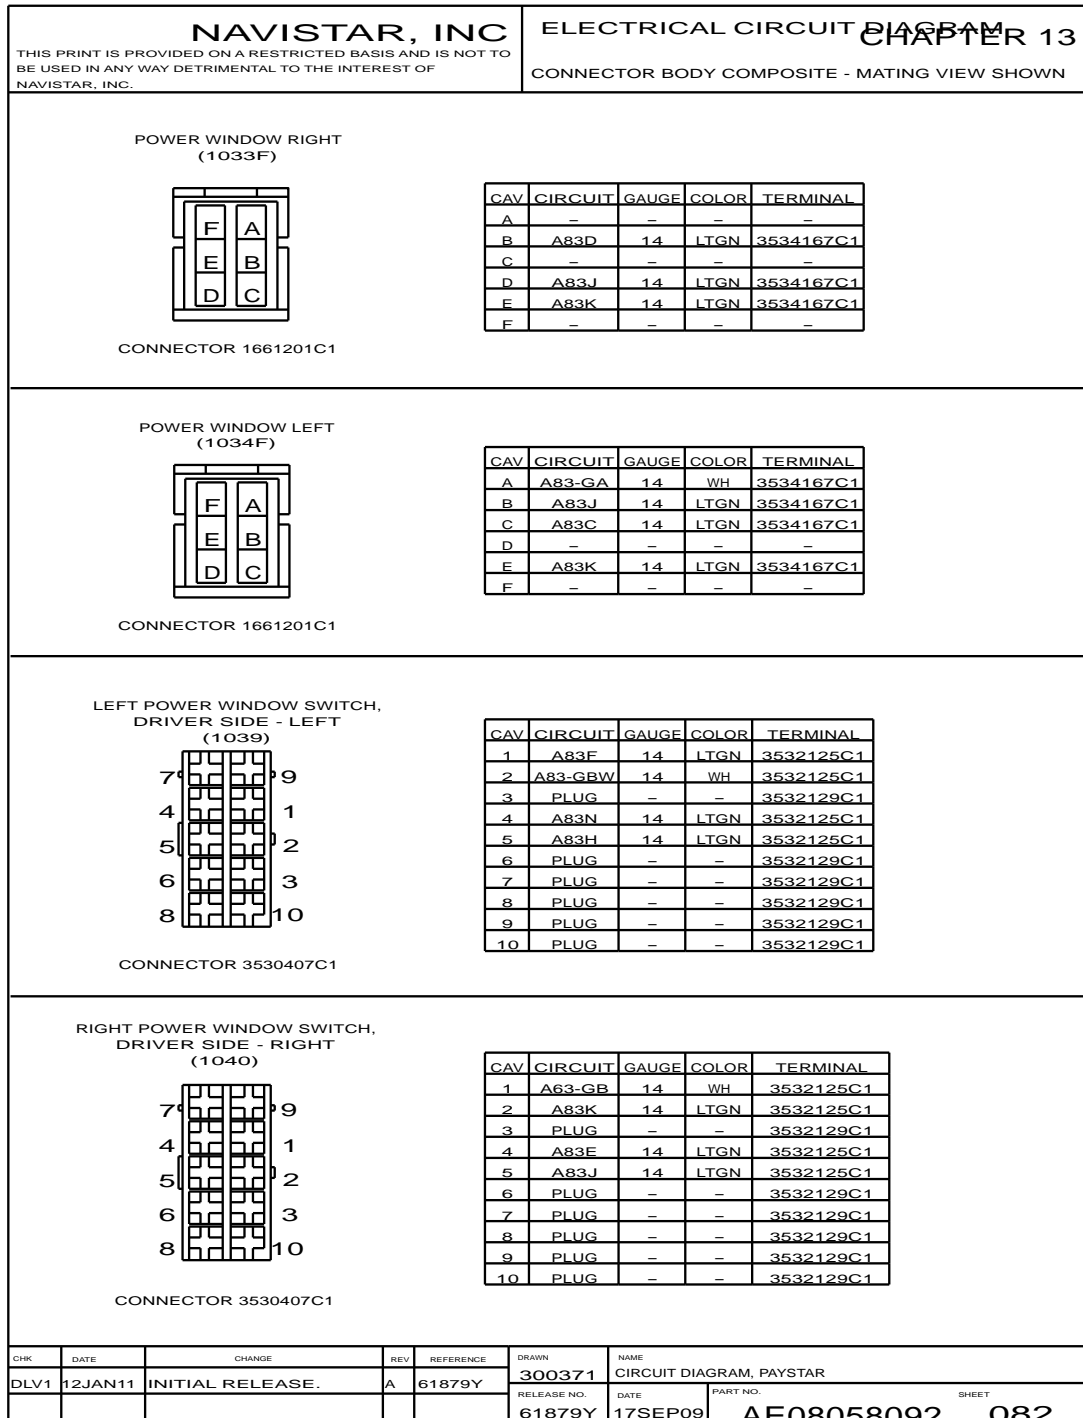 NAVISTAR, INC
THIS PRINT IS PROVIDED ON A RESTRICTED BASIS AND IS NOT TO
BE USED IN ANY WAY DETRIMENTAL TO THE INTEREST OF
NAVISTAR, INC.
ELECTRICAL CIRCUIT DIAGRAM
CHAPTER 13
CONNECTOR BODY COMPOSITE - MATING VIEW SHOWN
POWER WINDOW RIGHT
(1033F)
F A
E B
D C
CONNECTOR 1661201C1
CAV CIRCUIT GAUGE COLOR TERMINAL
A – – – –
B A83D 14 LTGN 3534167C1
C – – – –
D A83J 14 LTGN 3534167C1
E A83K 14 LTGN 3534167C1
F – – – –
POWER WINDOW LEFT
(1034F)
F A
E B
D C
CONNECTOR 1661201C1
CAV CIRCUIT GAUGE COLOR TERMINAL
A A83-GA 14 WH 3534167C1
B A83J 14 LTGN 3534167C1
C A83C 14 LTGN 3534167C1
D – – – –
E A83K 14 LTGN 3534167C1
F – – – –
LEFT POWER WINDOW SWITCH,
DRIVER SIDE - LEFT
(1039)
7 9
4 1
5 2
6 3
8 10
CONNECTOR 3530407C1
CAV CIRCUIT GAUGE COLOR TERMINAL
1 A83F 14 LTGN 3532125C1
2 A83-GBW 14 WH 3532125C1
3 PLUG – – 3532129C1
4 A83N 14 LTGN 3532125C1
5 A83H 14 LTGN 3532125C1
6 PLUG – – 3532129C1
7 PLUG – – 3532129C1
8 PLUG – – 3532129C1
9 PLUG – – 3532129C1
10 PLUG – – 3532129C1
RIGHT POWER WINDOW SWITCH,
DRIVER SIDE - RIGHT
(1040)
7 9
4 1
5 2
6 3
8 10
CONNECTOR 3530407C1
CAV CIRCUIT GAUGE COLOR TERMINAL
1 A63-GB 14 WH 3532125C1
2 A83K 14 LTGN 3532125C1
3 PLUG – – 3532129C1
4 A83E 14 LTGN 3532125C1
5 A83J 14 LTGN 3532125C1
6 PLUG – – 3532129C1
7 PLUG – – 3532129C1
8 PLUG – – 3532129C1
9 PLUG – – 3532129C1
10 PLUG – – 3532129C1
CHK DATE CHANGE REV REFERENCE
DLV1 12JAN11 INITIAL RELEASE. A 61879Y
DRAWN
300371
NAME
CIRCUIT DIAGRAM, PAYSTAR
RELEASE NO. DATE PART NO. SHEET
61879Y 17SEP09 AE08058092 082